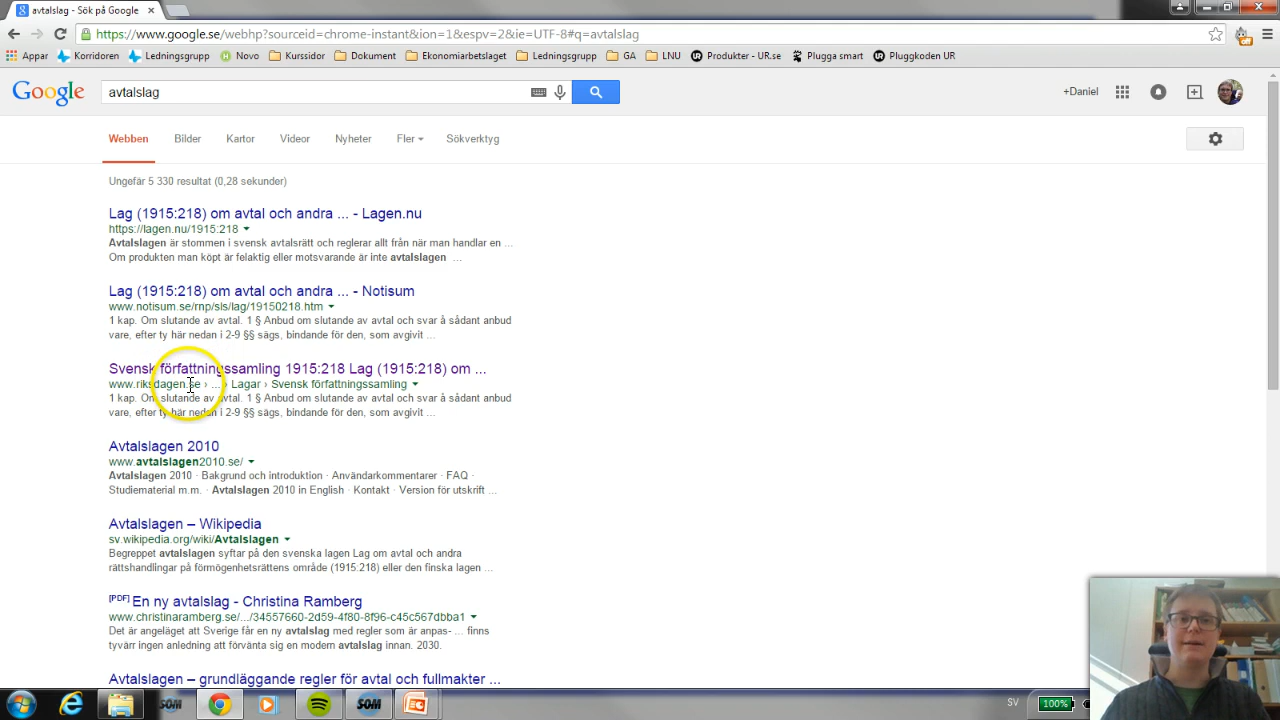 avtalslag - Sök på Google
https://www.google.se/webhp?sourceid=chrome-instant&ion=1&espv=2&ie=UTF-8#q=avtalslag
Appar Korridoren Ledningsgrupp Novo Kurssidor Dokument Ekonomiarbetslaget Ledningsgrupp GA LNU Produkter - UR.se Plugga smart Pluggkoden UR
Google avtalslag +Daniel
Webben Bilder Kartor Videor Nyheter Fler Sökverktyg
Ungefär 5 330 resultat (0,28 sekunder)
Lag (1915:218) om avtal och andra ... - Lagen.nu
https://lagen.nu/1915:218
Avtalslagen är stommen i svensk avtalsrätt och reglerar allt från när man handlar en ...
Om produkten man köpt är felaktig eller motsvarande är inte avtalslagen ...
Lag (1915:218) om avtal och andra ... - Notisum
www.notisum.se/rnp/sls/lag/19150218.htm
1 kap. Om slutande av avtal. 1 § Anbud om slutande av avtal och svar å sådant anbud
vare, efter ty här nedan i 2-9 §§ sägs, bindande för den, som avgivit ...
Svensk författningssamling 1915:218 Lag (1915:218) om ...
www.riksdagen.se › ... › Lagar › Svensk författningssamling
1 kap. Om slutande av avtal. 1 § Anbud om slutande av avtal och svar å sådant anbud
vare, efter ty här nedan i 2-9 §§ sägs, bindande för den, som avgivit ...
Avtalslagen 2010
www.avtalslagen2010.se/
Avtalslagen 2010 · Bakgrund och introduktion · Användarkommentarer · FAQ ·
Studiematerial m.m. · Avtalslagen 2010 in English · Kontakt · Version för utskrift ...
Avtalslagen – Wikipedia
sv.wikipedia.org/wiki/Avtalslagen
Begreppet avtalslagen syftar på den svenska lagen Lag om avtal och andra
rättshandlingar på förmögenhetsrättens område (1915:218) eller den finska lagen ...
[PDF] En ny avtalslag - Christina Ramberg
www.christinaramberg.se/.../34557660-2d59-4f80-8f96-c45c567dbba1
Det är angeläget att Sverige får en ny avtalslag med regler som är anpas- ... finns
tyvärr ingen anledning att förvänta sig en modern avtalslag innan. 2030.
Avtalslagen – grundläggande regler för avtal och fullmakter ...
SOM SOM SV 100%